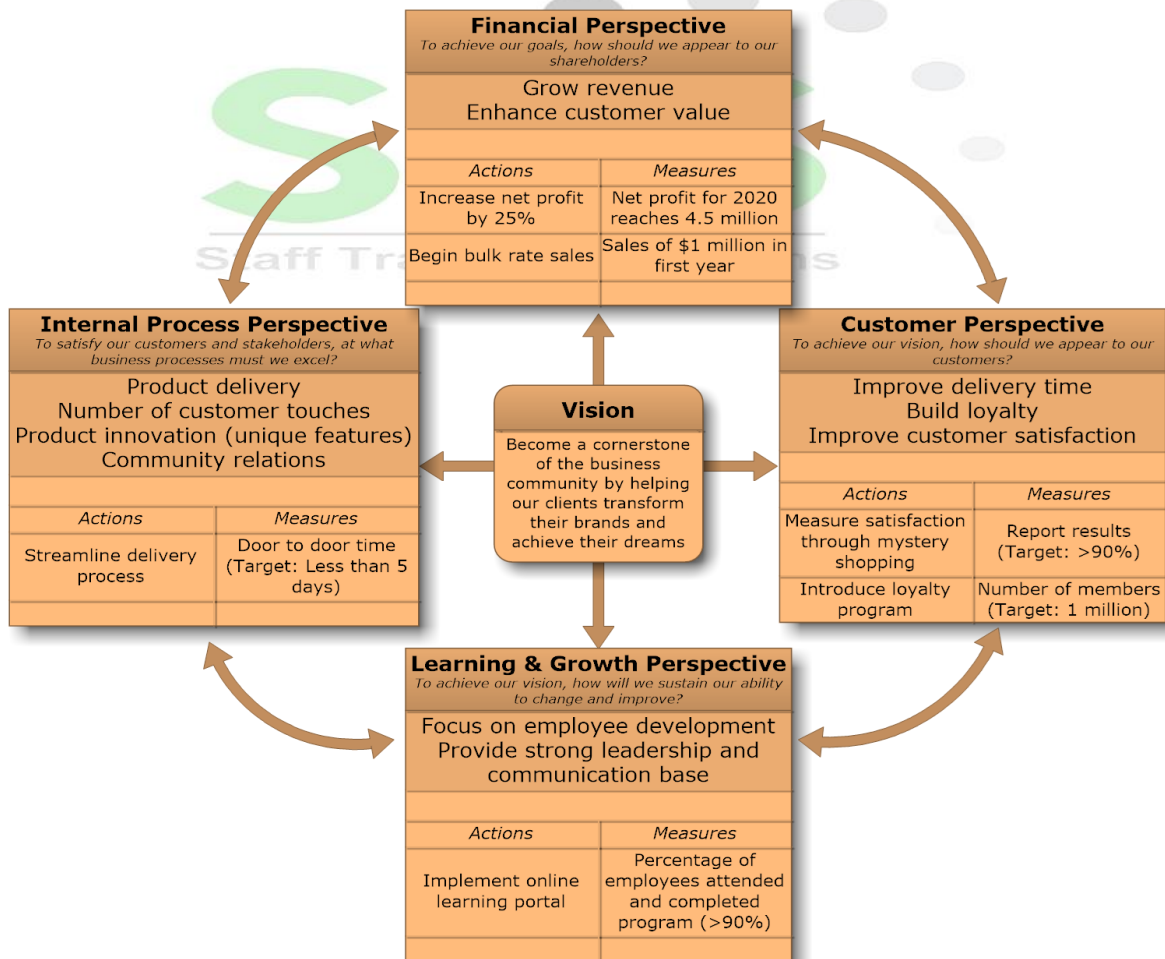 Financial Perspective
To achieve our goals, how should we appear to our
shareholders?
Grow revenue
Enhance customer value
Actions
Measures
Increase net profit
by 25%
Net profit for 2020
reaches 4.5 million
Begin bulk rate sales
Sales of $1 million in
first year
Staff
Internal Process Perspective
To satisfy our customers and stakeholders, at what
business processes must we excel?
Product delivery
Number of customer touches
Product innovation (unique features)
Community relations
Actions
Measures
Streamline delivery
process
Door to door time
(Target: Less than 5
days)
Vision
Become a cornerstone
of the business
community by helping
our clients transform
their brands and
achieve their dreams
Customer Perspective
To achieve our vision, how should we appear to our
customers?
Improve delivery time
Build loyalty
Improve customer satisfaction
Actions
Measures
Measure satisfaction
through mystery
shopping
Report results
(Target: >90%)
Introduce loyalty
program
Number of members
(Target: 1 million)
Learning & Growth Perspective
To achieve our vision, how will we sustain our ability
to change and improve?
Focus on employee development
Provide strong leadership and
communication base
Actions
Measures
Implement online
learning portal
Percentage of
employees attended
and completed
program (>90%)